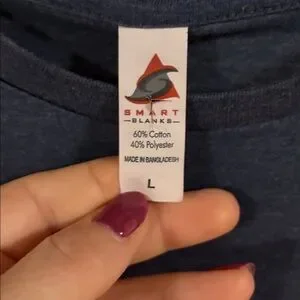 SMART
BLANKS
60% Cotton
40% Polyester
MADE IN BANGLADESH
L